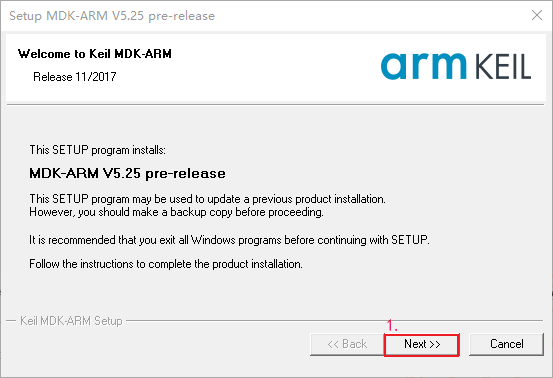 Setup MDK-ARM V5.25 pre-release
Welcome to Keil MDK-ARM
Release 11/2017
arm KEIL
This SETUP program installs:
MDK-ARM V5.25 pre-release
This SETUP program may be used to update a previous product installation.
However, you should make a backup copy before proceeding.
It is recommended that you exit all Windows programs before continuing with SETUP.
Follow the instructions to complete the product installation.
Keil MDK-ARM Setup
1.
<< Back
Next >>
Cancel